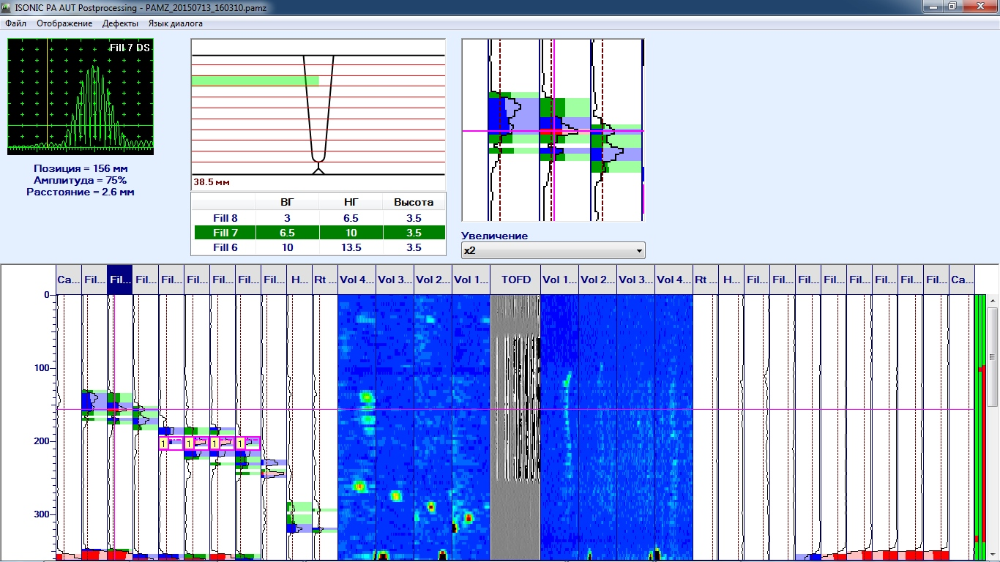 ISONIC PA AUT Postprocessing - PAMZ_20150713_160310.pamz
Файл Отображение Дефекты Язык диалога
Fill 7 DS
Позиция = 156 мм
Амплитуда = 75%
Расстояние = 2.6 мм
38.5 мм
ВГ НГ Высота
Fill 8 3 6.5 3.5
Fill 7 6.5 10 3.5
Fill 6 10 13.5 3.5
Увеличение
x2
Ca... Fil... Fil... Fil... Fil... Fil... Fil... Fil... Fil... H... Rt ... Vol 4... Vol 3... Vol 2... Vol 1... TOFD Vol 1... Vol 2... Vol 3... Vol 4... Rt ... H... Fil... Fil... Fil... Fil... Fil... Fil... Fil... Fil... Ca...
0
100
200
1 1 1 1
300